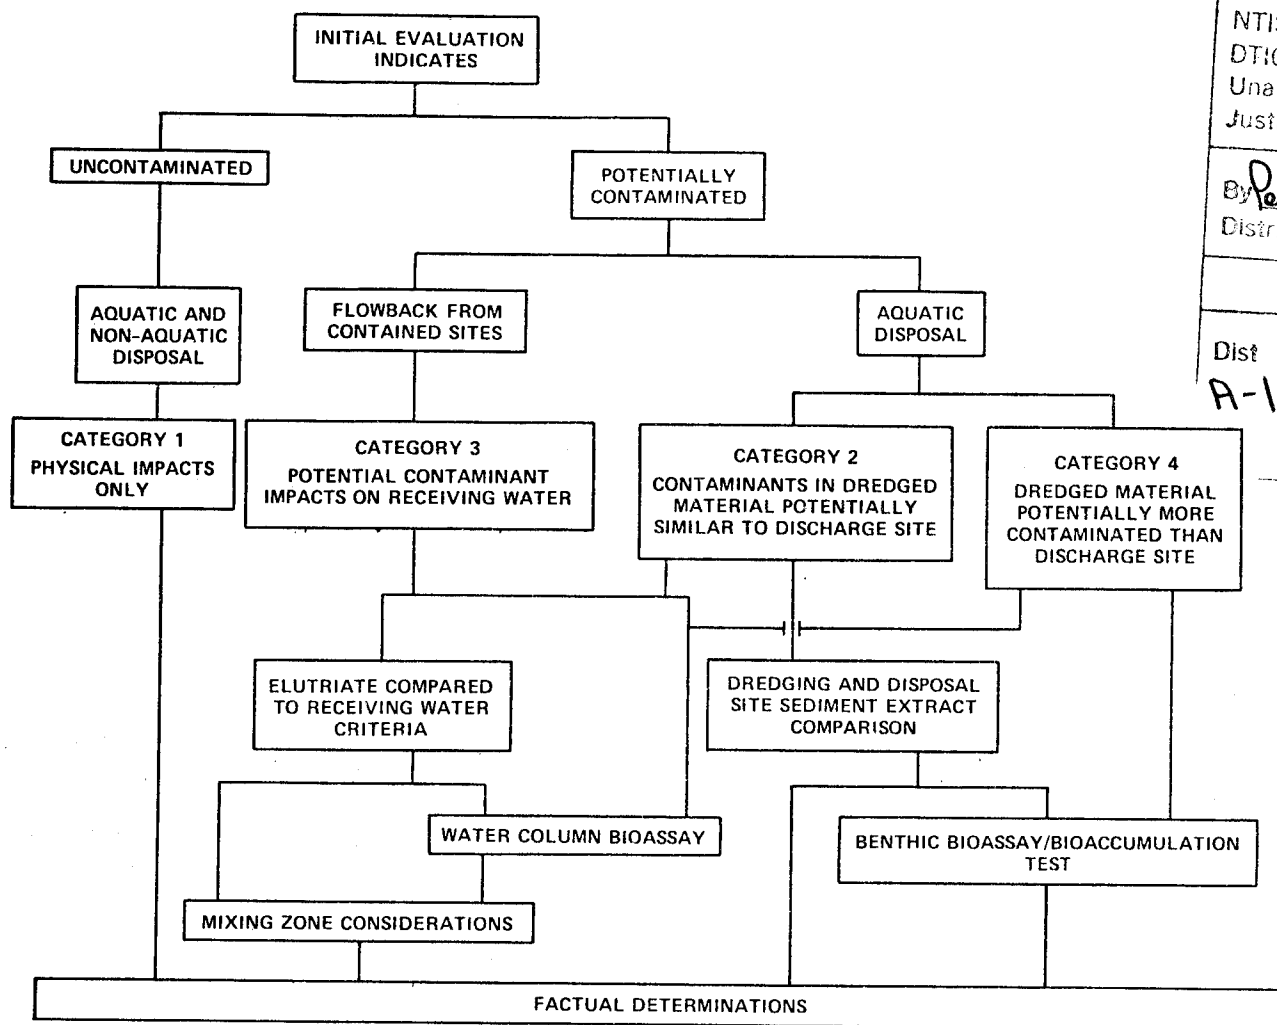 INITIAL EVALUATION
INDICATES
UNCONTAMINATED
POTENTIALLY
CONTAMINATED
AQUATIC AND
NON-AQUATIC
DISPOSAL
FLOWBACK FROM
CONTAINED SITES
AQUATIC
DISPOSAL
CATEGORY 1
PHYSICAL IMPACTS
ONLY
CATEGORY 3
POTENTIAL CONTAMINANT
IMPACTS ON RECEIVING WATER
CATEGORY 2
CONTAMINANTS IN DREDGED
MATERIAL POTENTIALLY
SIMILAR TO DISCHARGE SITE
CATEGORY 4
DREDGED MATERIAL
POTENTIALLY MORE
CONTAMINATED THAN
DISCHARGE SITE
ELUTRIATE COMPARED
TO RECEIVING WATER
CRITERIA
DREDGING AND DISPOSAL
SITE SEDIMENT EXTRACT
COMPARISON
WATER COLUMN BIOASSAY
BENTHIC BIOASSAY/BIOACCUMULATION
TEST
MIXING ZONE CONSIDERATIONS
FACTUAL DETERMINATIONS
NTIS
DTIC
Una
Just
By Pe
Distr
Dist
A-1